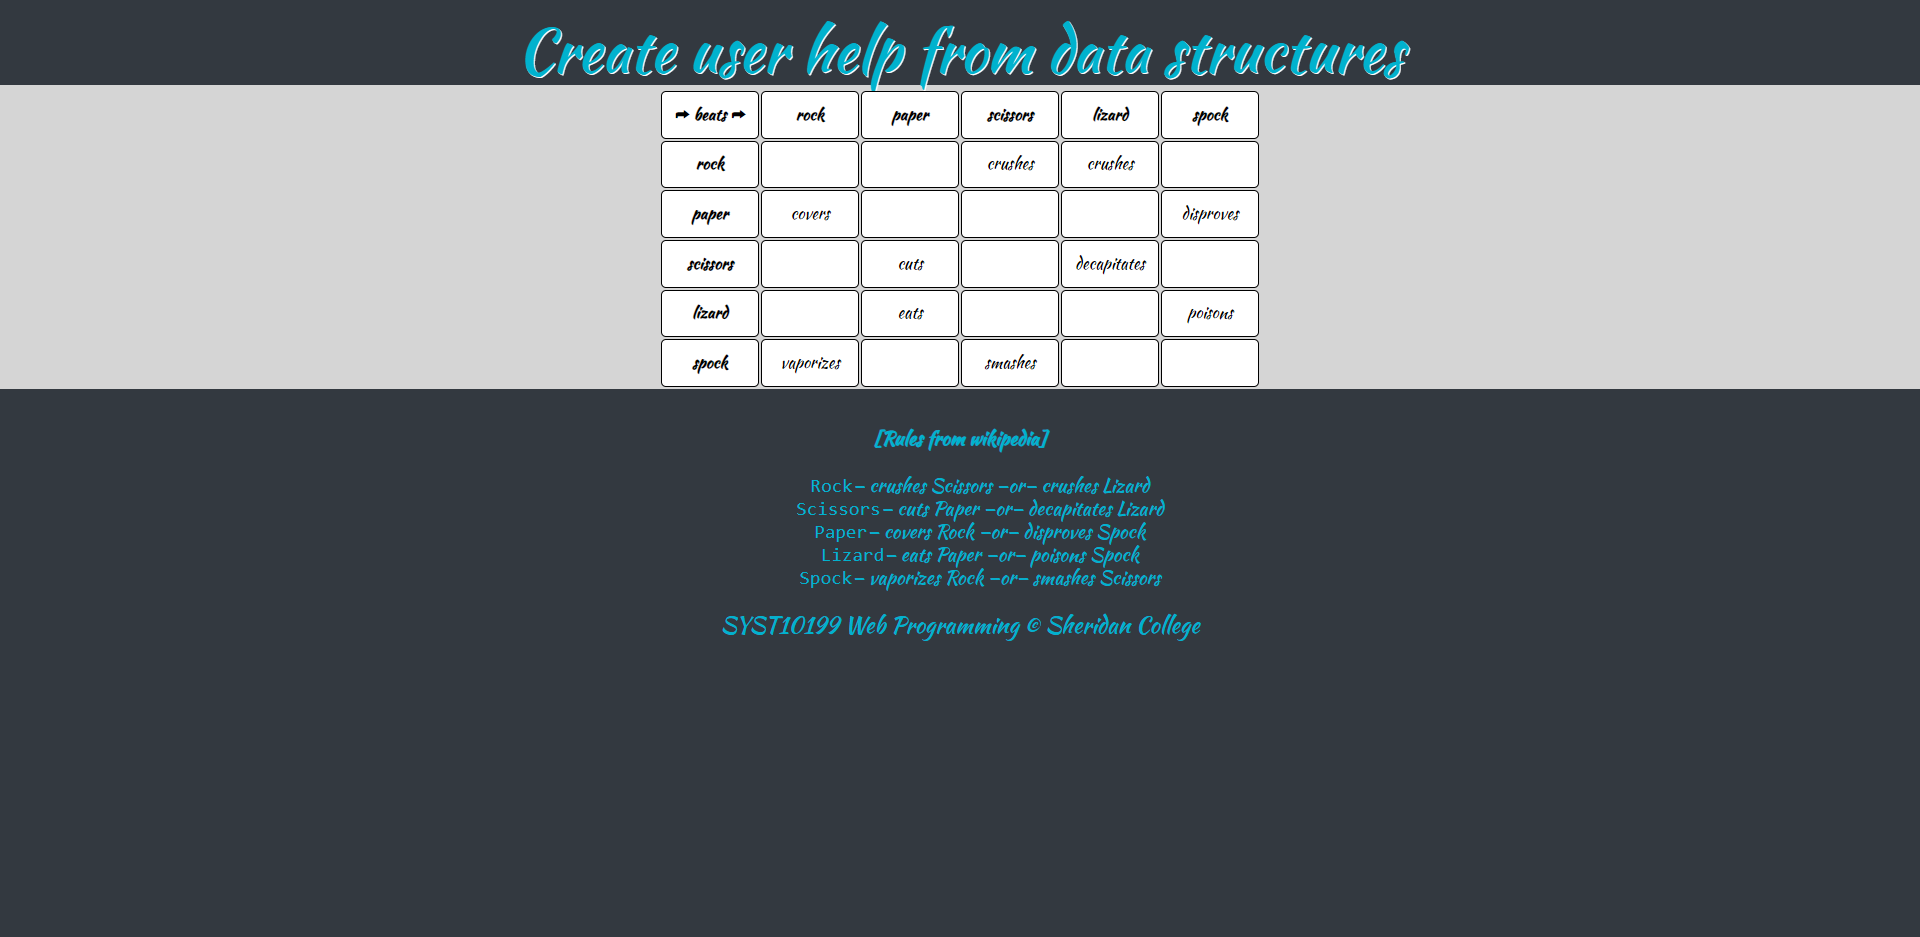 Create user help from data structures
➦ beats ➦ rock paper scissors lizard spock
rock crushes crushes
paper covers disproves
scissors cuts decapitates
lizard eats poisons
spock vaporizes smashes
[Rules from wikipedia]
Rock– crushes Scissors –or– crushes Lizard
Scissors– cuts Paper –or– decapitates Lizard
Paper– covers Rock –or– disproves Spock
Lizard– eats Paper –or– poisons Spock
Spock– vaporizes Rock –or– smashes Scissors
SYST10199 Web Programming © Sheridan College